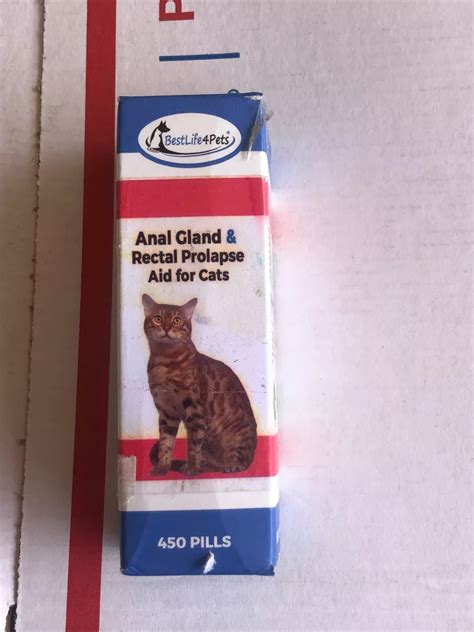 P
BestLife4Pets®
Anal Gland &
Rectal Prolapse
Aid for Cats
450 PILLS